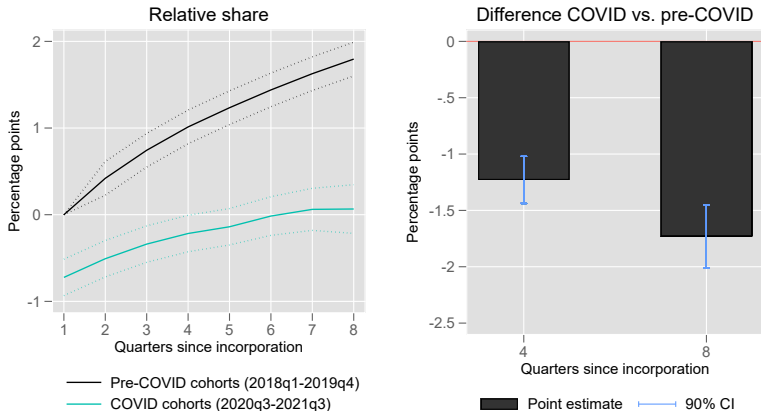 Relative share
Percentage points
2
1
0
-1
1 2 3 4 5 6 7 8
Quarters since incorporation
Pre-COVID cohorts (2018q1-2019q4)
COVID cohorts (2020q3-2021q3)
Difference COVID vs. pre-COVID
Percentage points
0
-.5
-1
-1.5
-2
-2.5
4 8
Quarters since incorporation
Point estimate 90% CI